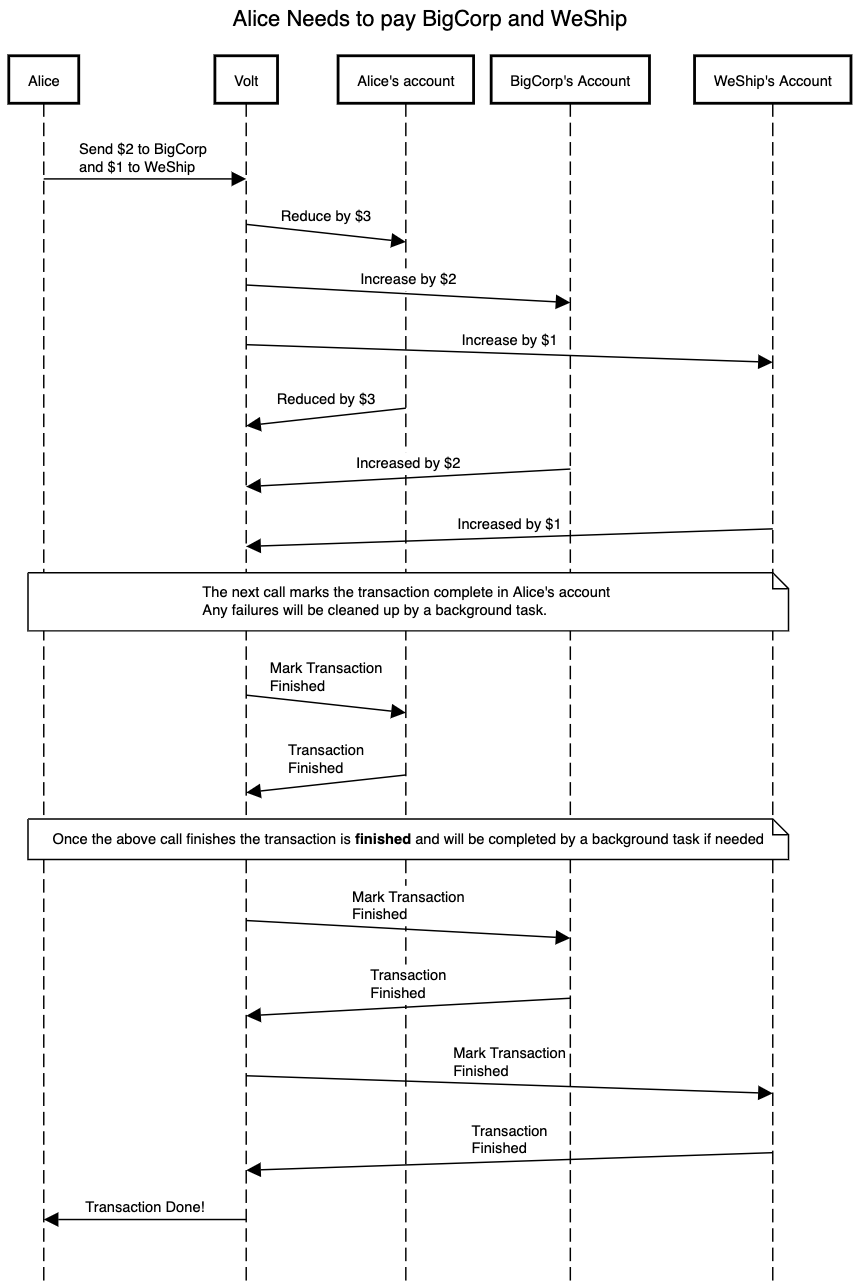 Alice Needs to pay BigCorp and WeShip
Alice
Volt
Alice's account
BigCorp's Account
WeShip's Account
Send $2 to BigCorp
and $1 to WeShip
Reduce by $3
Increase by $2
Increase by $1
Reduced by $3
Increased by $2
Increased by $1
The next call marks the transaction complete in Alice's account
Any failures will be cleaned up by a background task.
Mark Transaction
Finished
Transaction
Finished
Once the above call finishes the transaction is finished and will be completed by a background task if needed
Mark Transaction
Finished
Transaction
Finished
Mark Transaction
Finished
Transaction
Finished
Transaction Done!